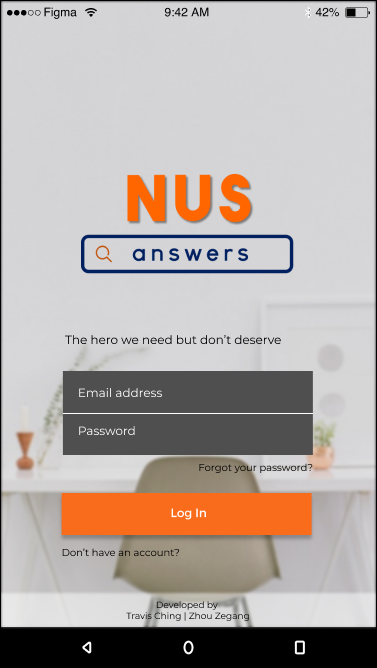 Figma 9:42 AM 42%
NUS
answers
The hero we need but don't deserve
Email address
Password
Forgot your password?
Log In
Don't have an account?
Developed by
Travis Ching | Zhou Zegang